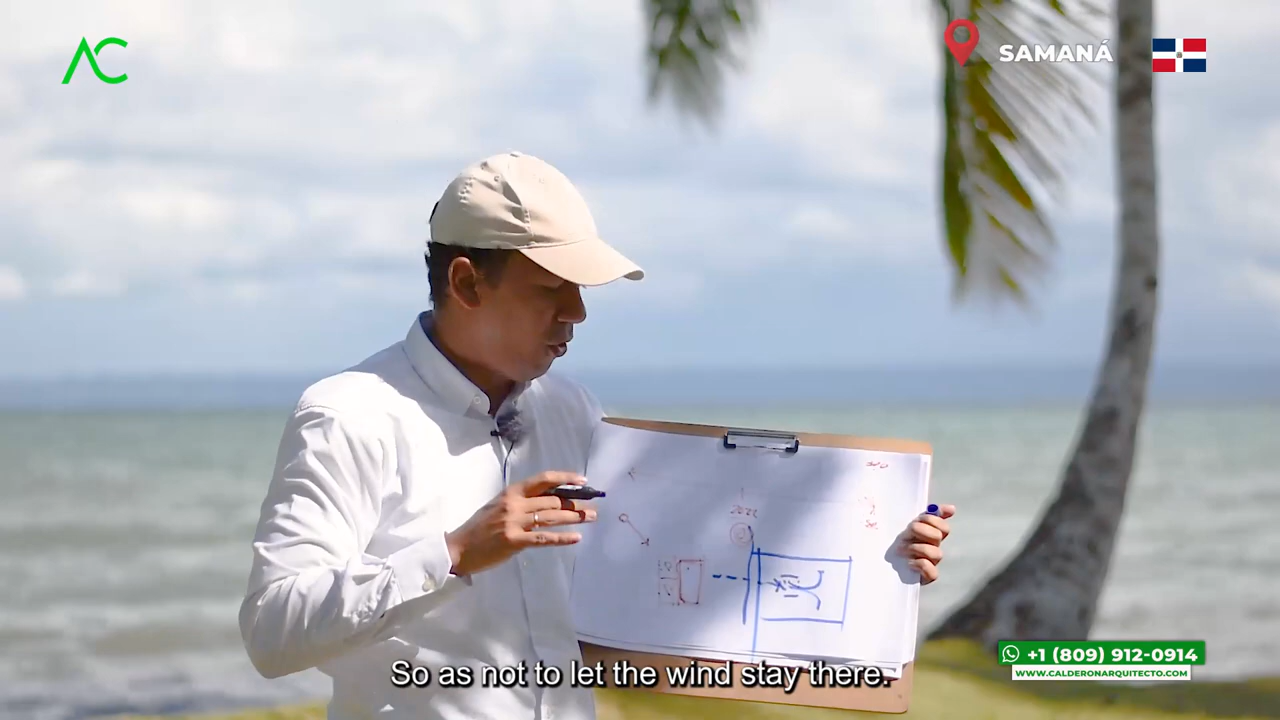 AC
SAMANÁ
So as not to let the wind stay there.
+1 (809) 912-0914
WWW.CALDERONARQUITECTO.COM